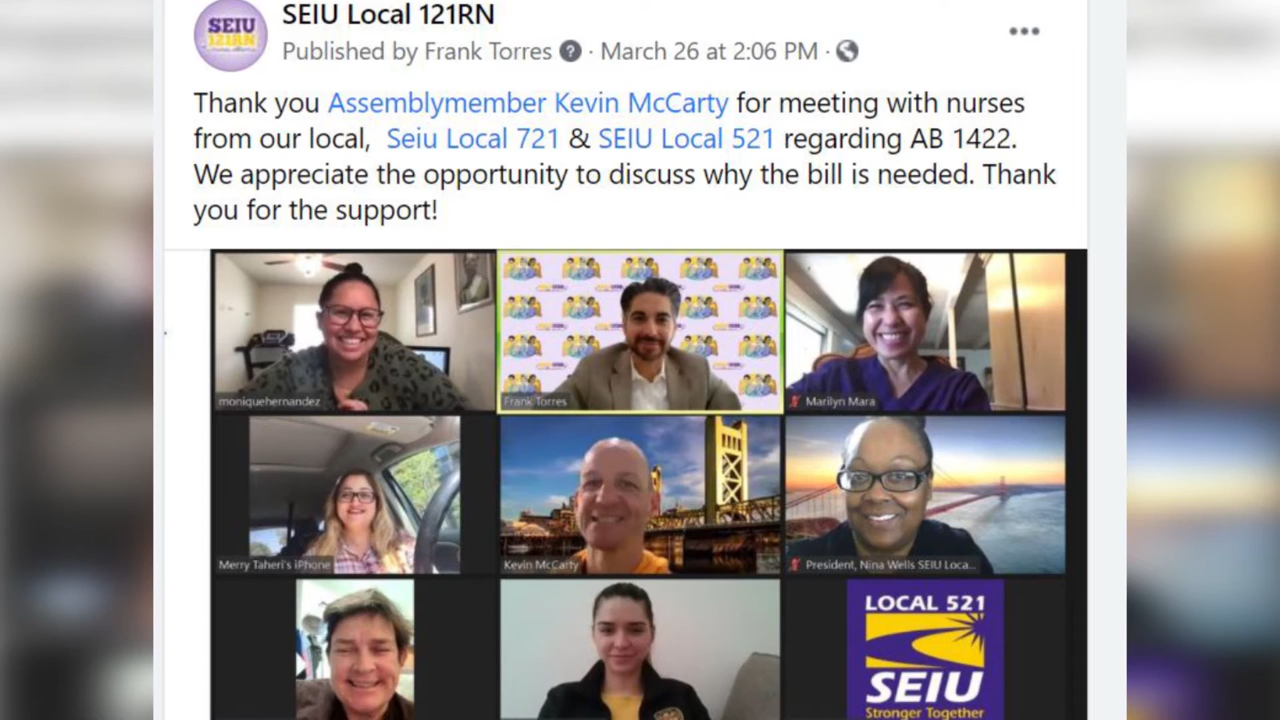 SEIU
121RN
SEIU Local 121RN
Published by Frank Torres · March 26 at 2:06 PM ·
Thank you Assemblymember Kevin McCarty for meeting with nurses
from our local, Seiu Local 721 & SEIU Local 521 regarding AB 1422.
We appreciate the opportunity to discuss why the bill is needed. Thank
you for the support!
moniquehernandez
Frank Torres
Marilyn Mara
Merry Taheri's iPhone
Kevin McCarty
President, Nina Wells SEIU Loca...
LOCAL 521
SEIU
Stronger Together